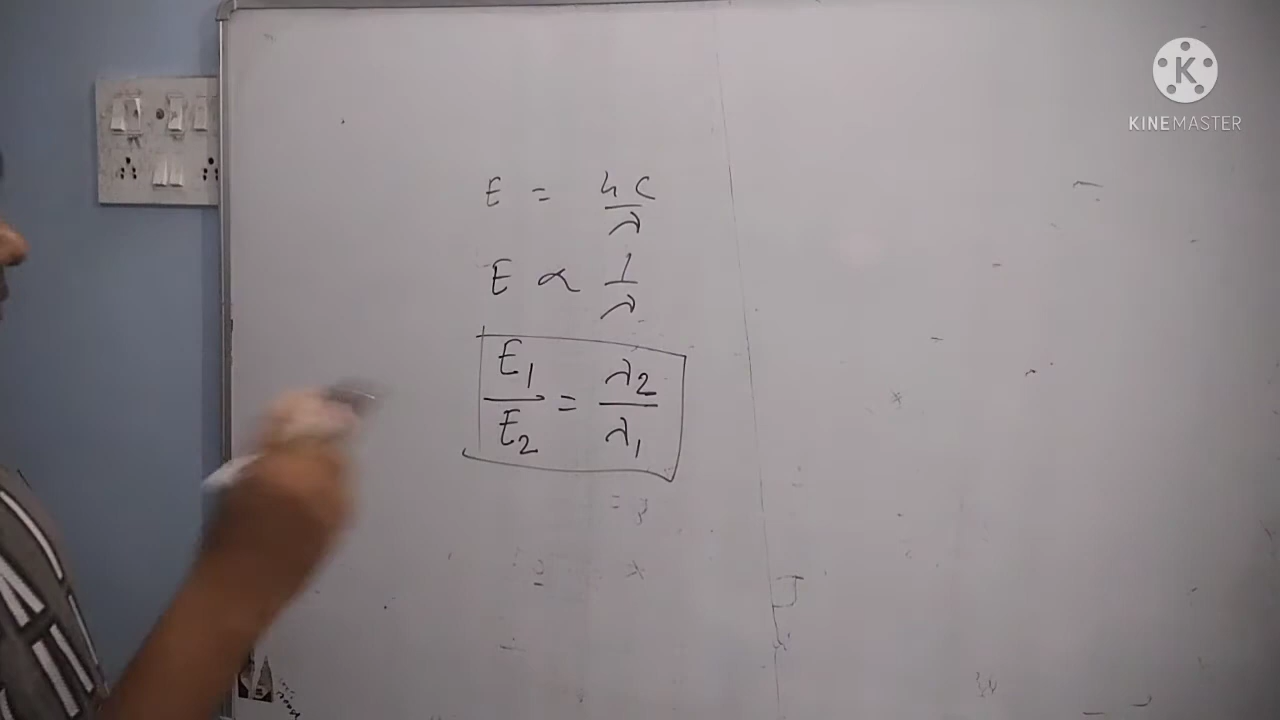 KINEMASTER
E = hc/λ
E ∝ 1/λ
E₁/E₂ = λ₂/λ₁